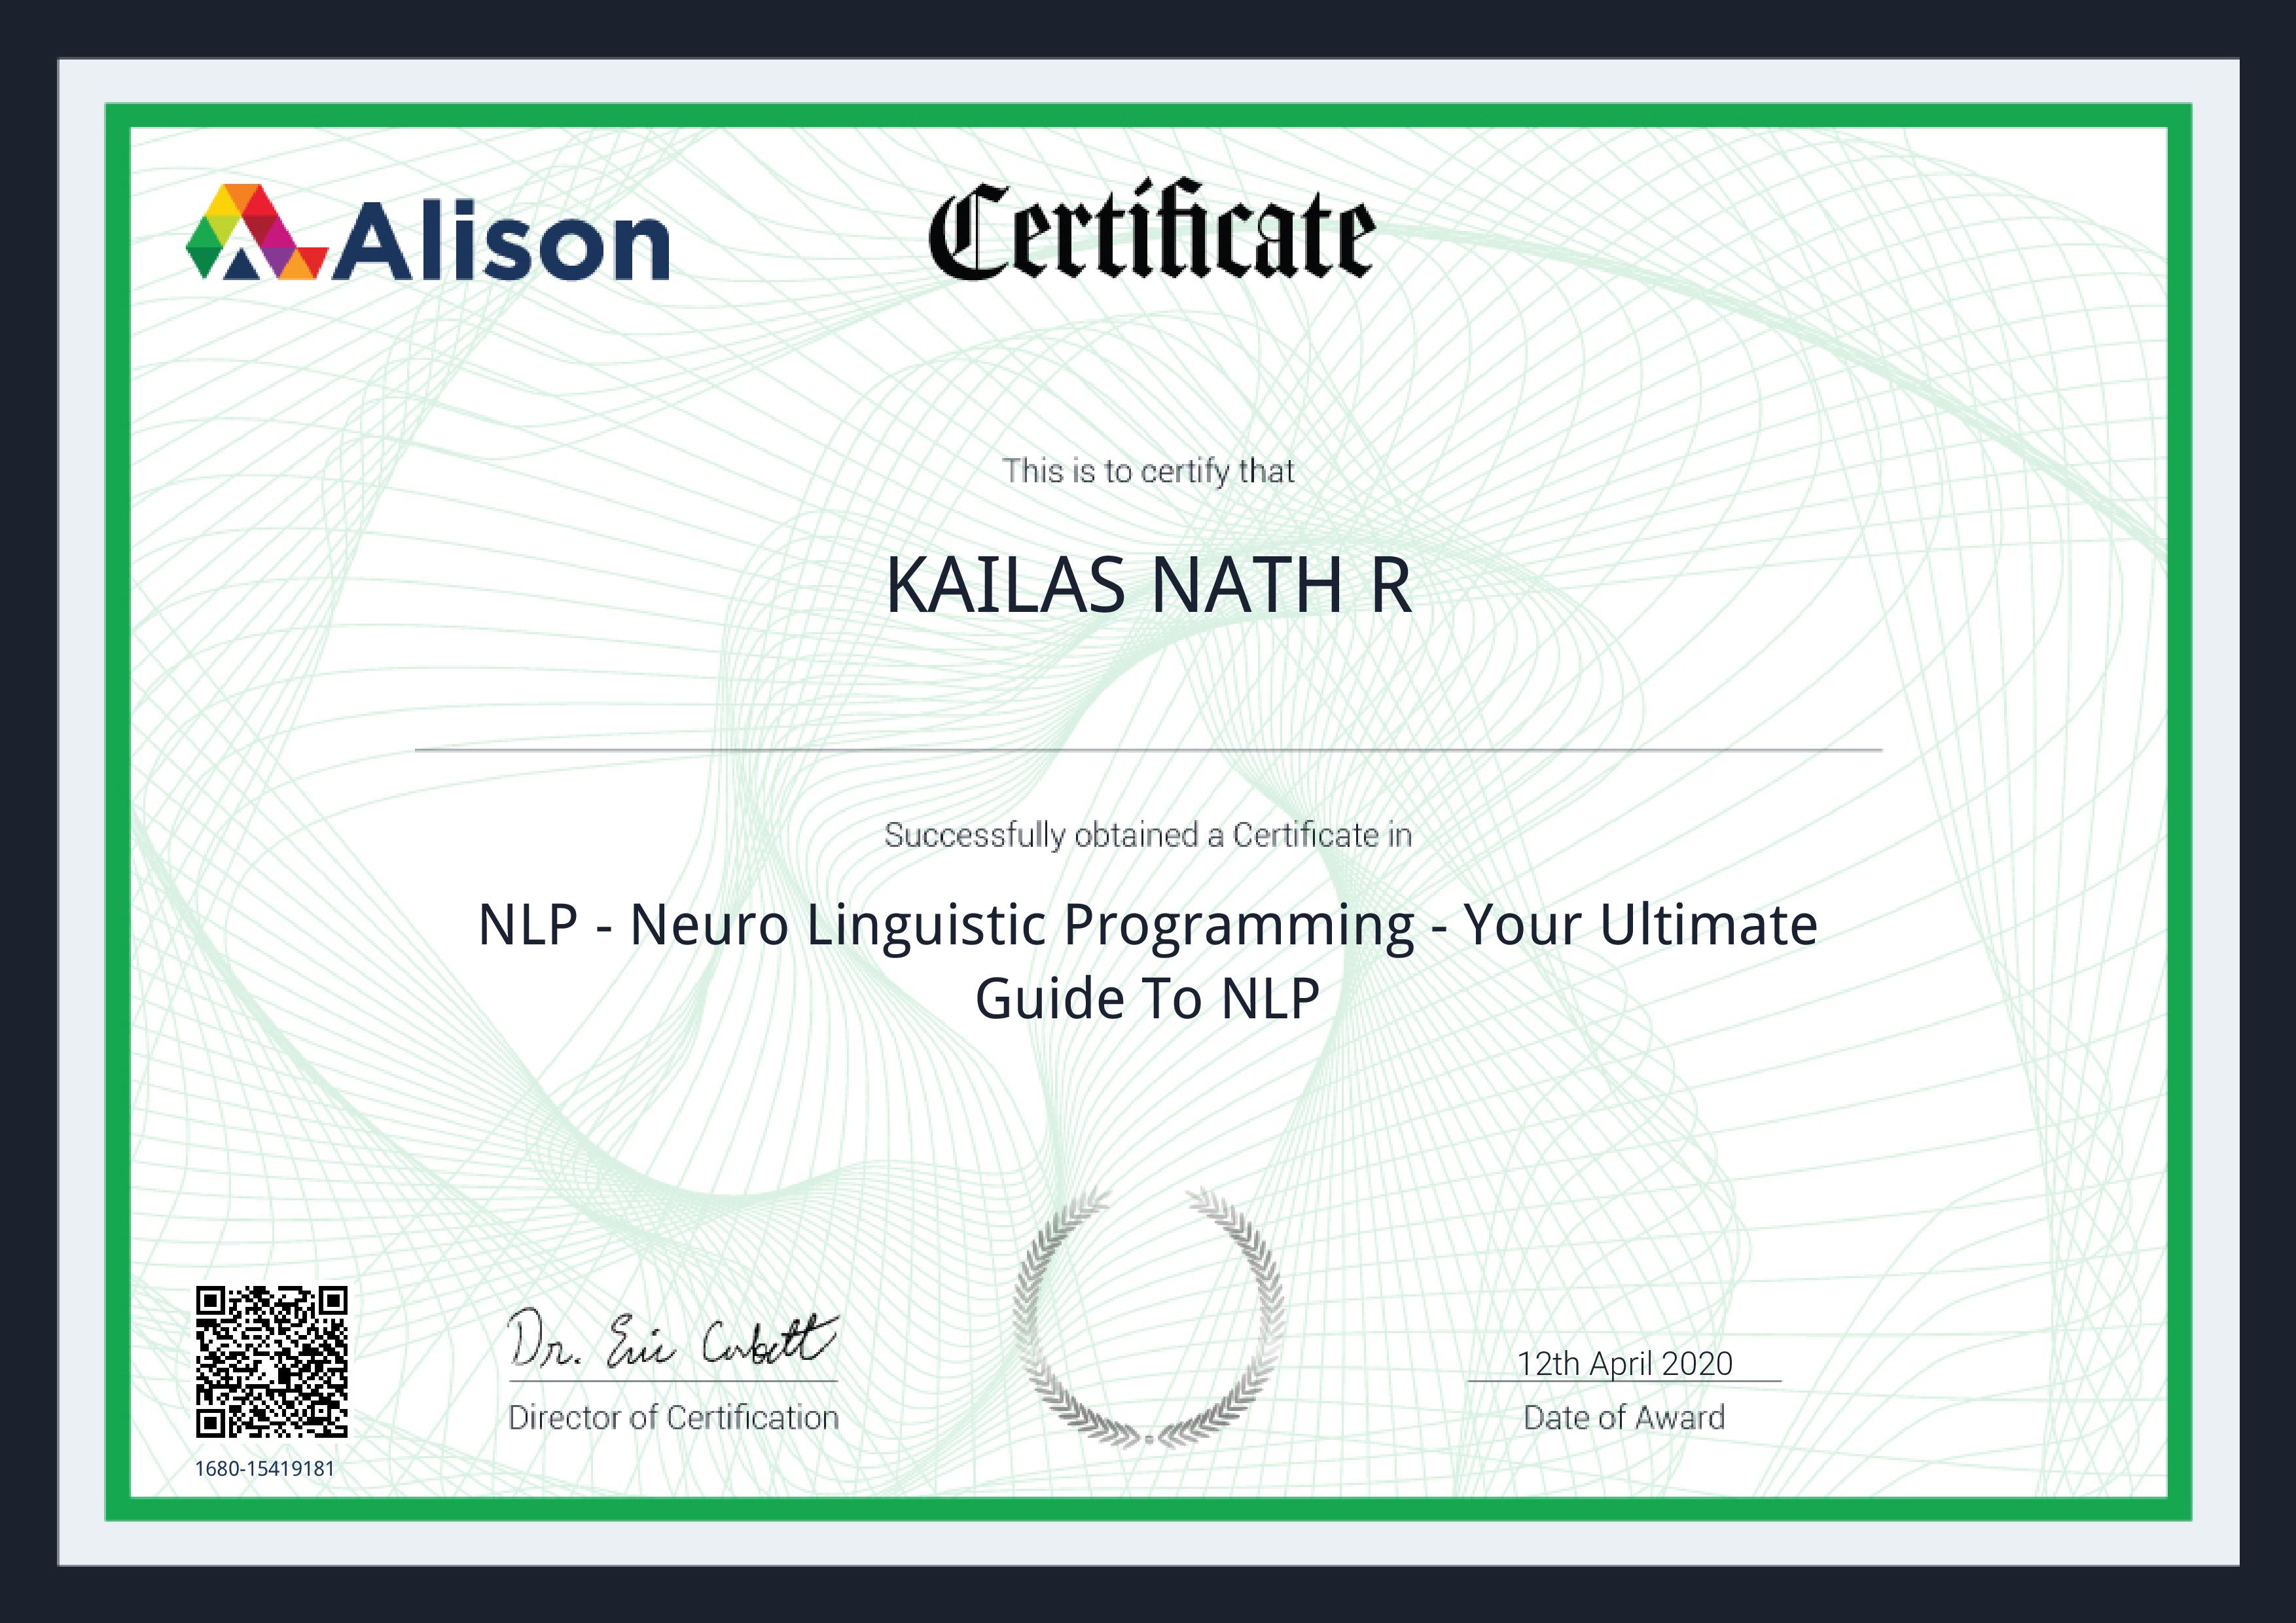 Alison
Certificate
This is to certify that
KAILAS NATH R
Successfully obtained a Certificate in
NLP - Neuro Linguistic Programming - Your Ultimate
Guide To NLP
Dr. Eric Corbett
12th April 2020
Director of Certification
Date of Award
1680-15419181